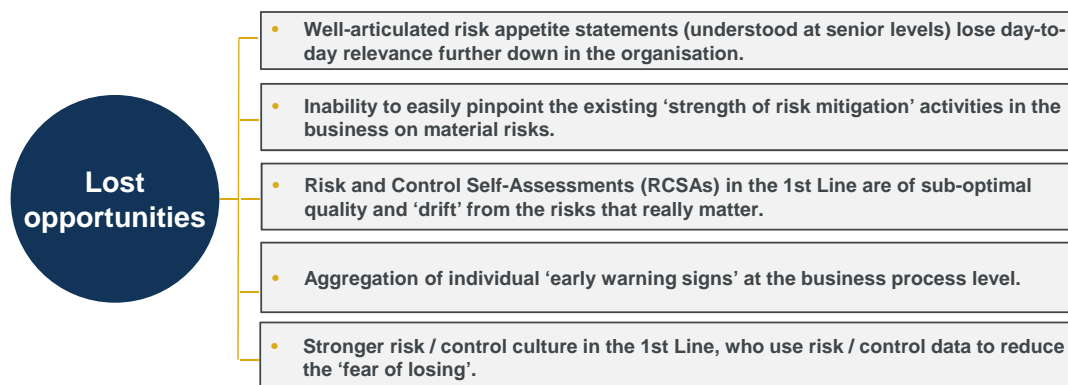 Lost
opportunities
• Well-articulated risk appetite statements (understood at senior levels) lose day-to-
day relevance further down in the organisation.
• Inability to easily pinpoint the existing ‘strength of risk mitigation’ activities in the
business on material risks.
• Risk and Control Self-Assessments (RCSAs) in the 1st Line are of sub-optimal
quality and ‘drift’ from the risks that really matter.
• Aggregation of individual ‘early warning signs’ at the business process level.
• Stronger risk / control culture in the 1st Line, who use risk / control data to reduce
the ‘fear of losing’.